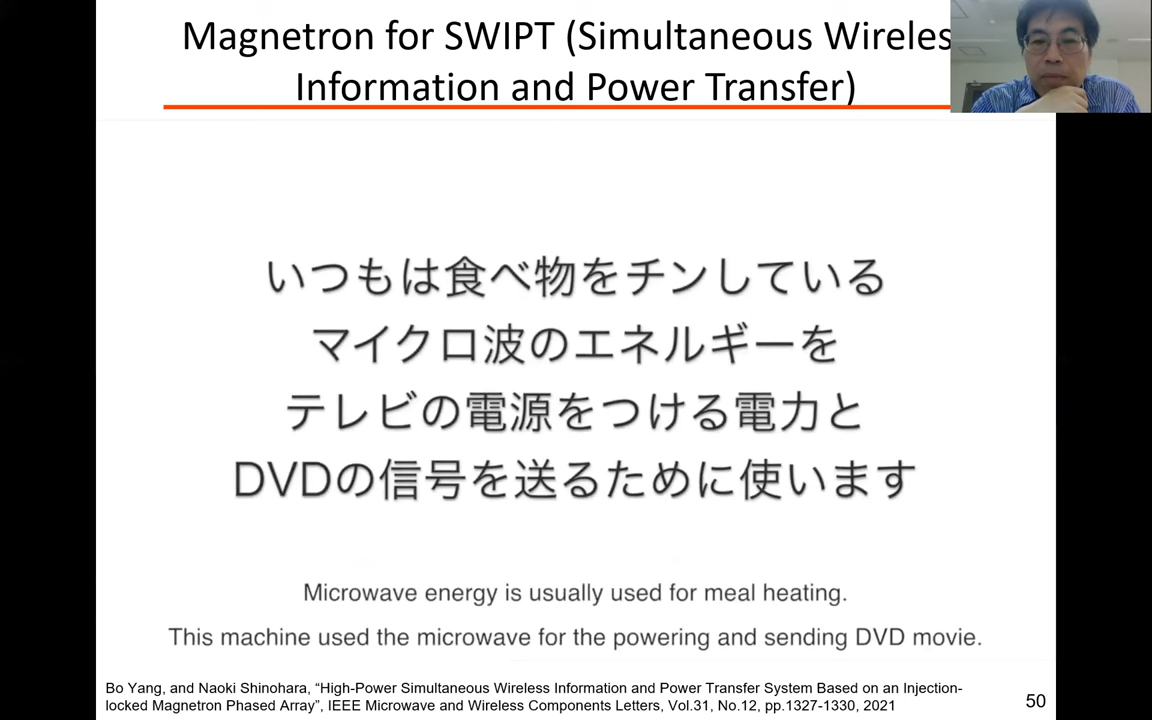 Magnetron for SWIPT (Simultaneous Wireles
Information and Power Transfer)
いつもは食べ物をチンしている
マイクロ波のエネルギーを
テレビの電源をつける電力と
DVDの信号を送るために使います
Microwave energy is usually used for meal heating.
This machine used the microwave for the powering and sending DVD movie.
Bo Yang, and Naoki Shinohara, “High-Power Simultaneous Wireless Information and Power Transfer System Based on an Injection-
locked Magnetron Phased Array”, IEEE Microwave and Wireless Components Letters, Vol.31, No.12, pp.1327-1330, 2021
50